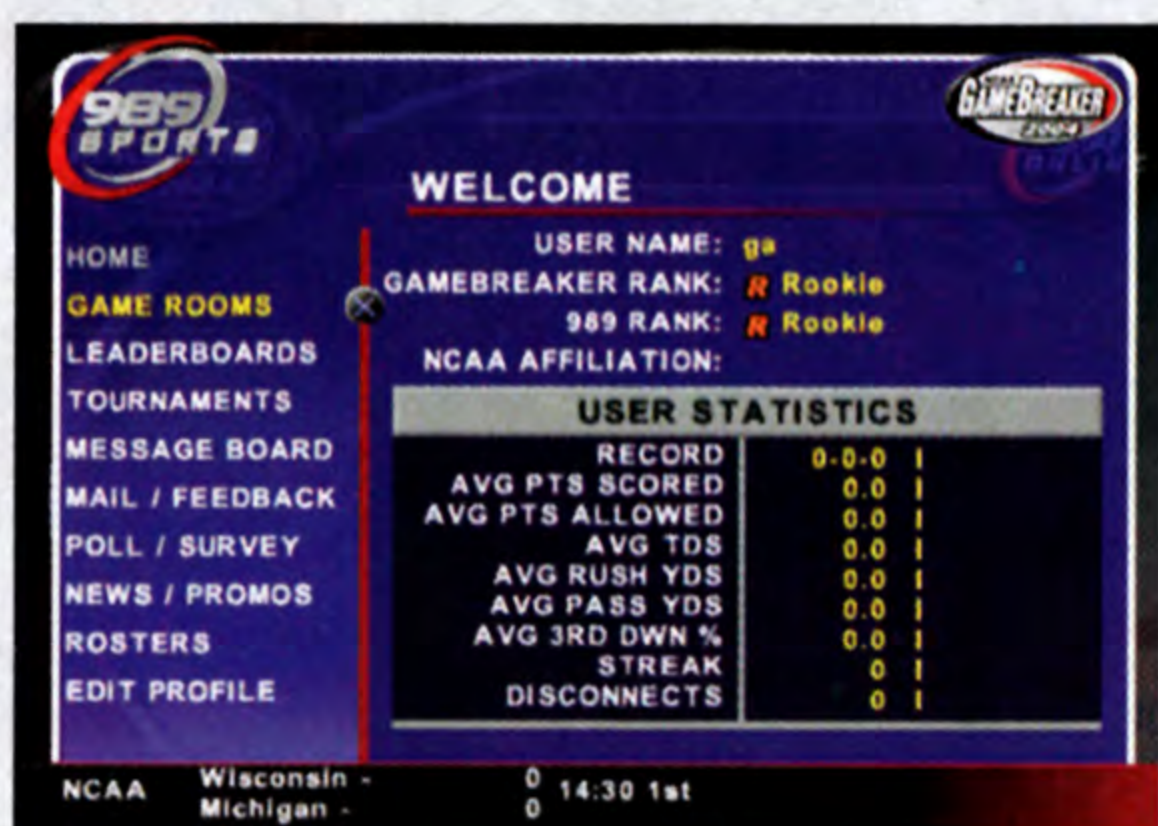 989
SPORTS
NCAA
GAMEBREAKER
2004
ONLINE
WELCOME
USER NAME: ga
GAMEBREAKER RANK: R Rookie
989 RANK: R Rookie
NCAA AFFILIATION:
HOME
GAME ROOMS
LEADERBOARDS
TOURNAMENTS
MESSAGE BOARD
MAIL / FEEDBACK
POLL / SURVEY
NEWS / PROMOS
ROSTERS
EDIT PROFILE
USER STATISTICS
RECORD 0-0-0 |
AVG PTS SCORED 0.0 |
AVG PTS ALLOWED 0.0 |
AVG TDS 0.0 |
AVG RUSH YDS 0.0 |
AVG PASS YDS 0.0 |
AVG 3RD DWN % 0.0 |
STREAK 0 |
DISCONNECTS 0 |
NCAA Wisconsin - 0 14:30 1st
Michigan - 0